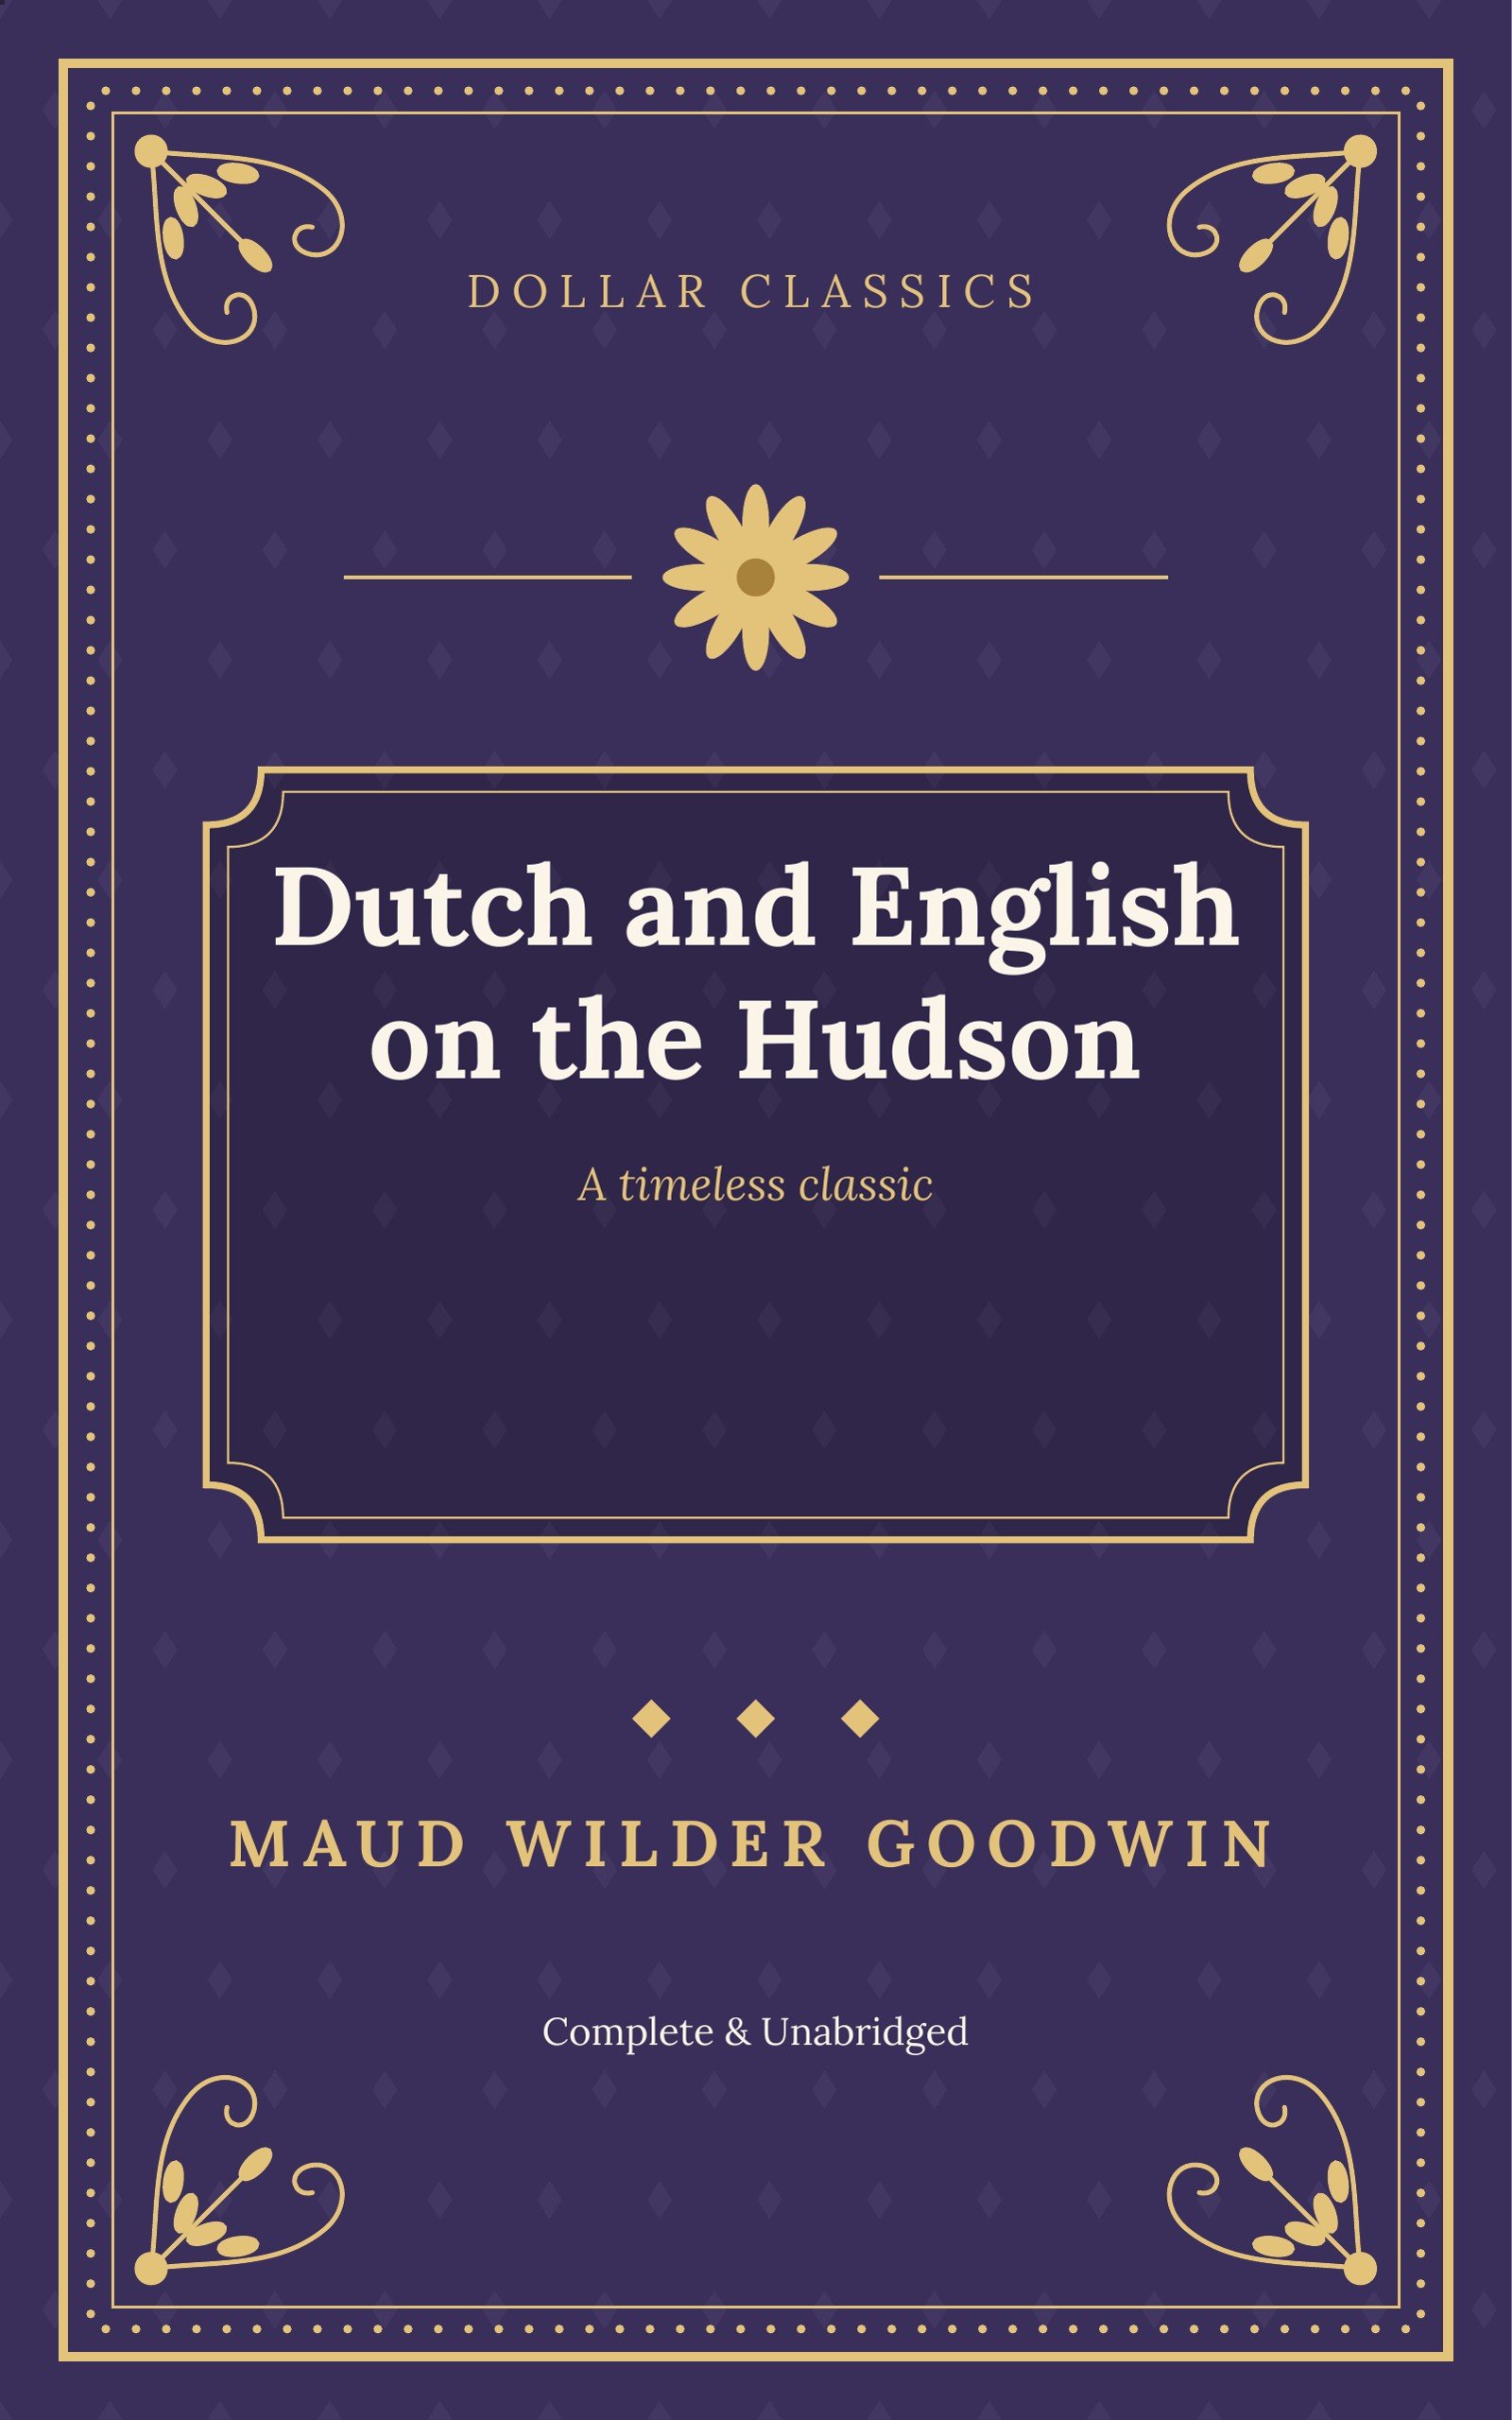 DOLLAR CLASSICS
Dutch and English
on the Hudson
A timeless classic
MAUD WILDER GOODWIN
Complete & Unabridged